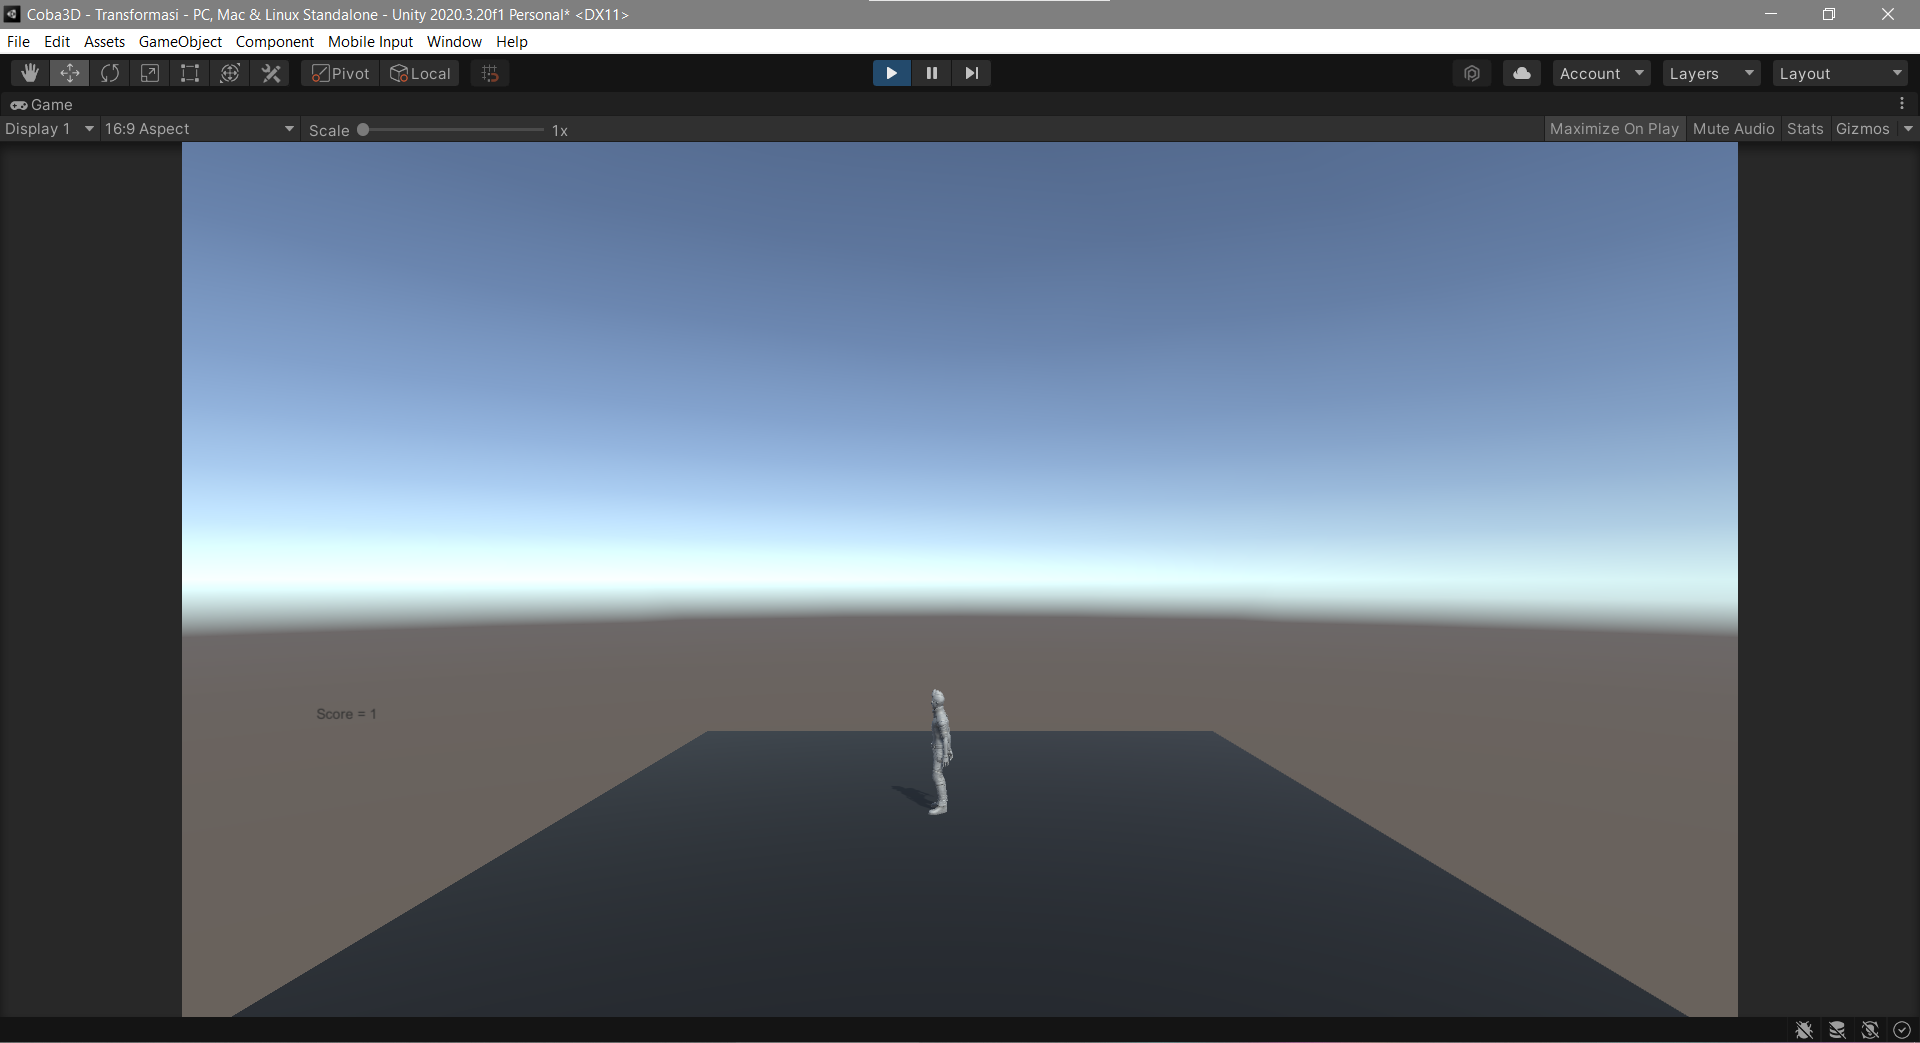 Coba3D - Transformasi - PC, Mac & Linux Standalone - Unity 2020.3.20f1 Personal* <DX11>
File Edit Assets GameObject Component Mobile Input Window Help
Pivot Local Account Layers Layout
Game
Display 1 16:9 Aspect Scale 1x Maximize On Play Mute Audio Stats Gizmos
Score = 1